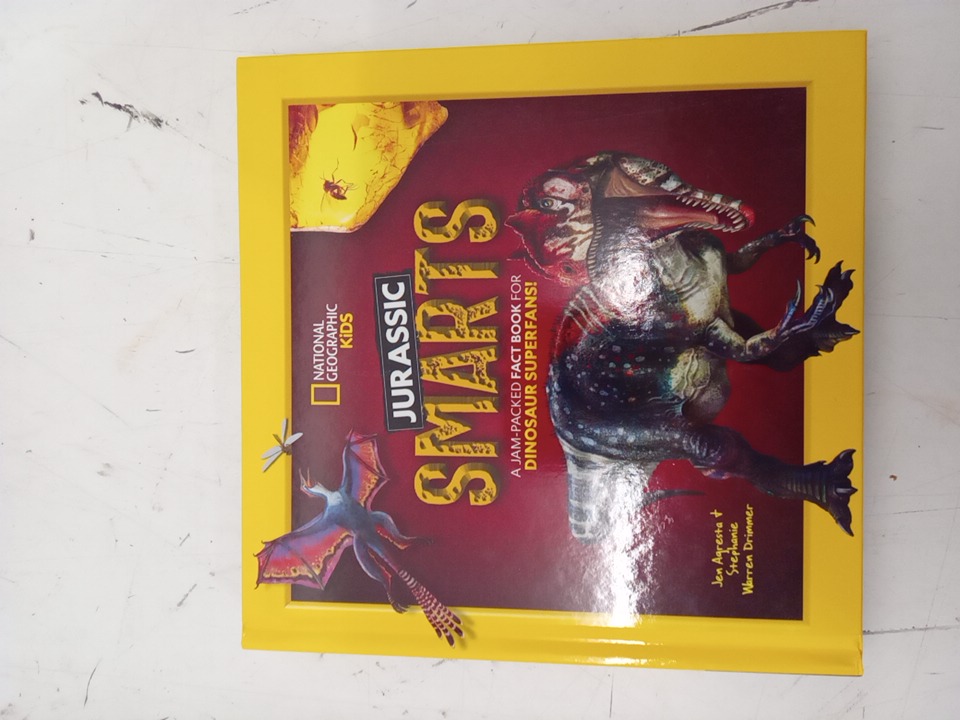 NATIONAL
GEOGRAPHIC
KiDS
JURASSIC
SMARTS
A JAM-PACKED FACT BOOK FOR
DINOSAUR SUPERFANS!
Jen Agresta +
Stephanie
Warren Drimmer